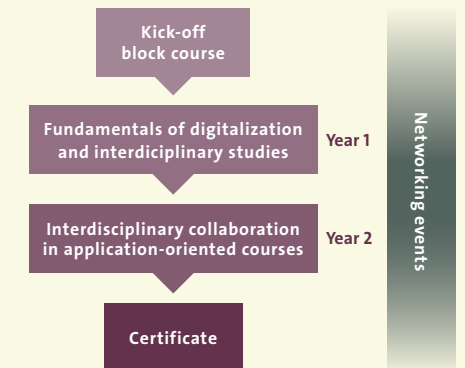 Kick-off
block course
Fundamentals of digitalization
and interdiciplinary studies
Year 1
Interdisciplinary collaboration
in application-oriented courses
Year 2
Certificate
Networking events